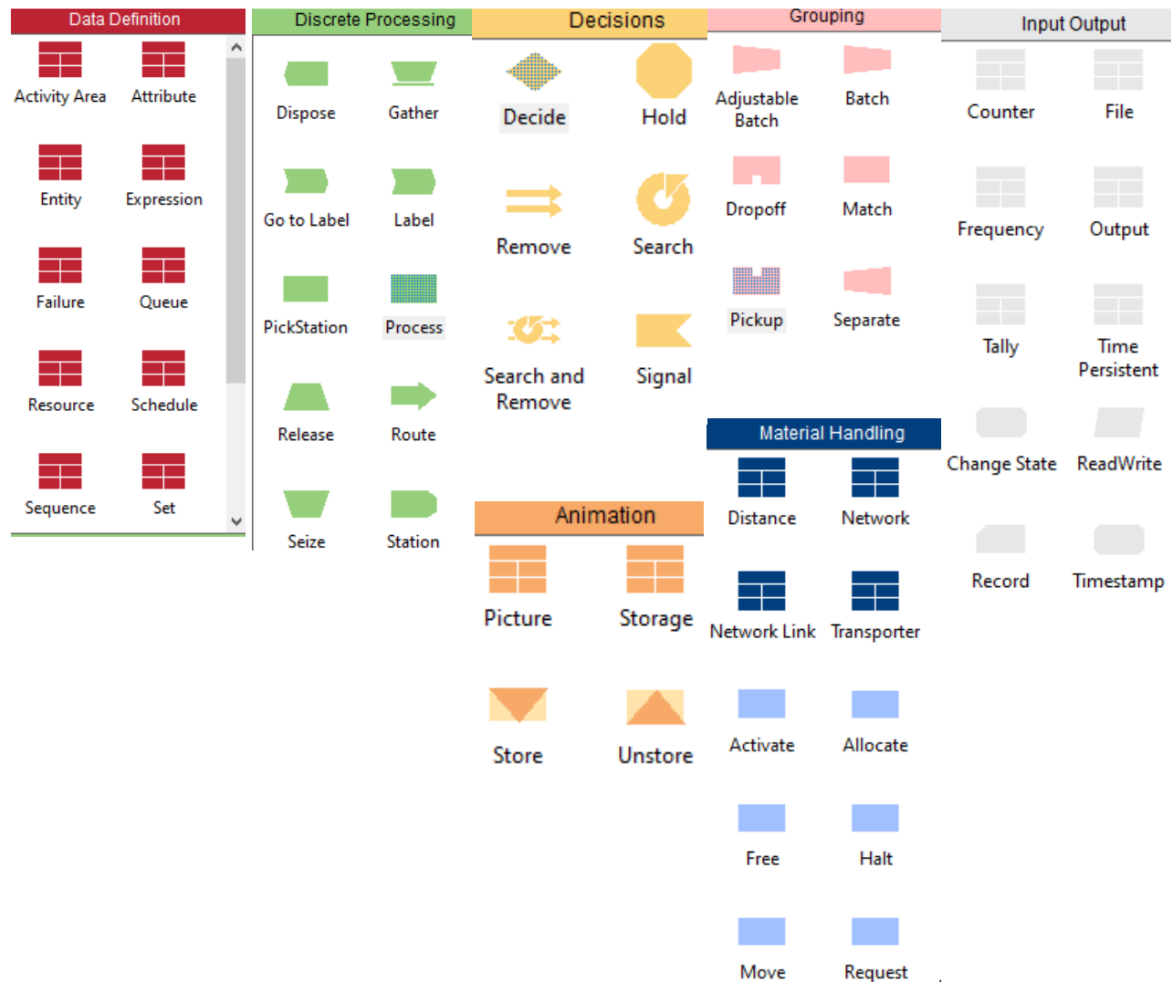 Data Definition
Activity Area Attribute
Entity Expression
Failure Queue
Resource Schedule
Sequence Set
Discrete Processing
Dispose Gather
Go to Label Label
PickStation Process
Release Route
Seize Station
Decisions
Decide Hold
Remove Search
Search and
Remove
Signal
Animation
Picture Storage
Store Unstore
Grouping
Adjustable
Batch
Batch
Dropoff Match
Pickup Separate
Material Handling
Distance Network
Network Link Transporter
Activate Allocate
Free Halt
Move Request
Input Output
Counter File
Frequency Output
Tally
Time
Persistent
Change State ReadWrite
Record Timestamp